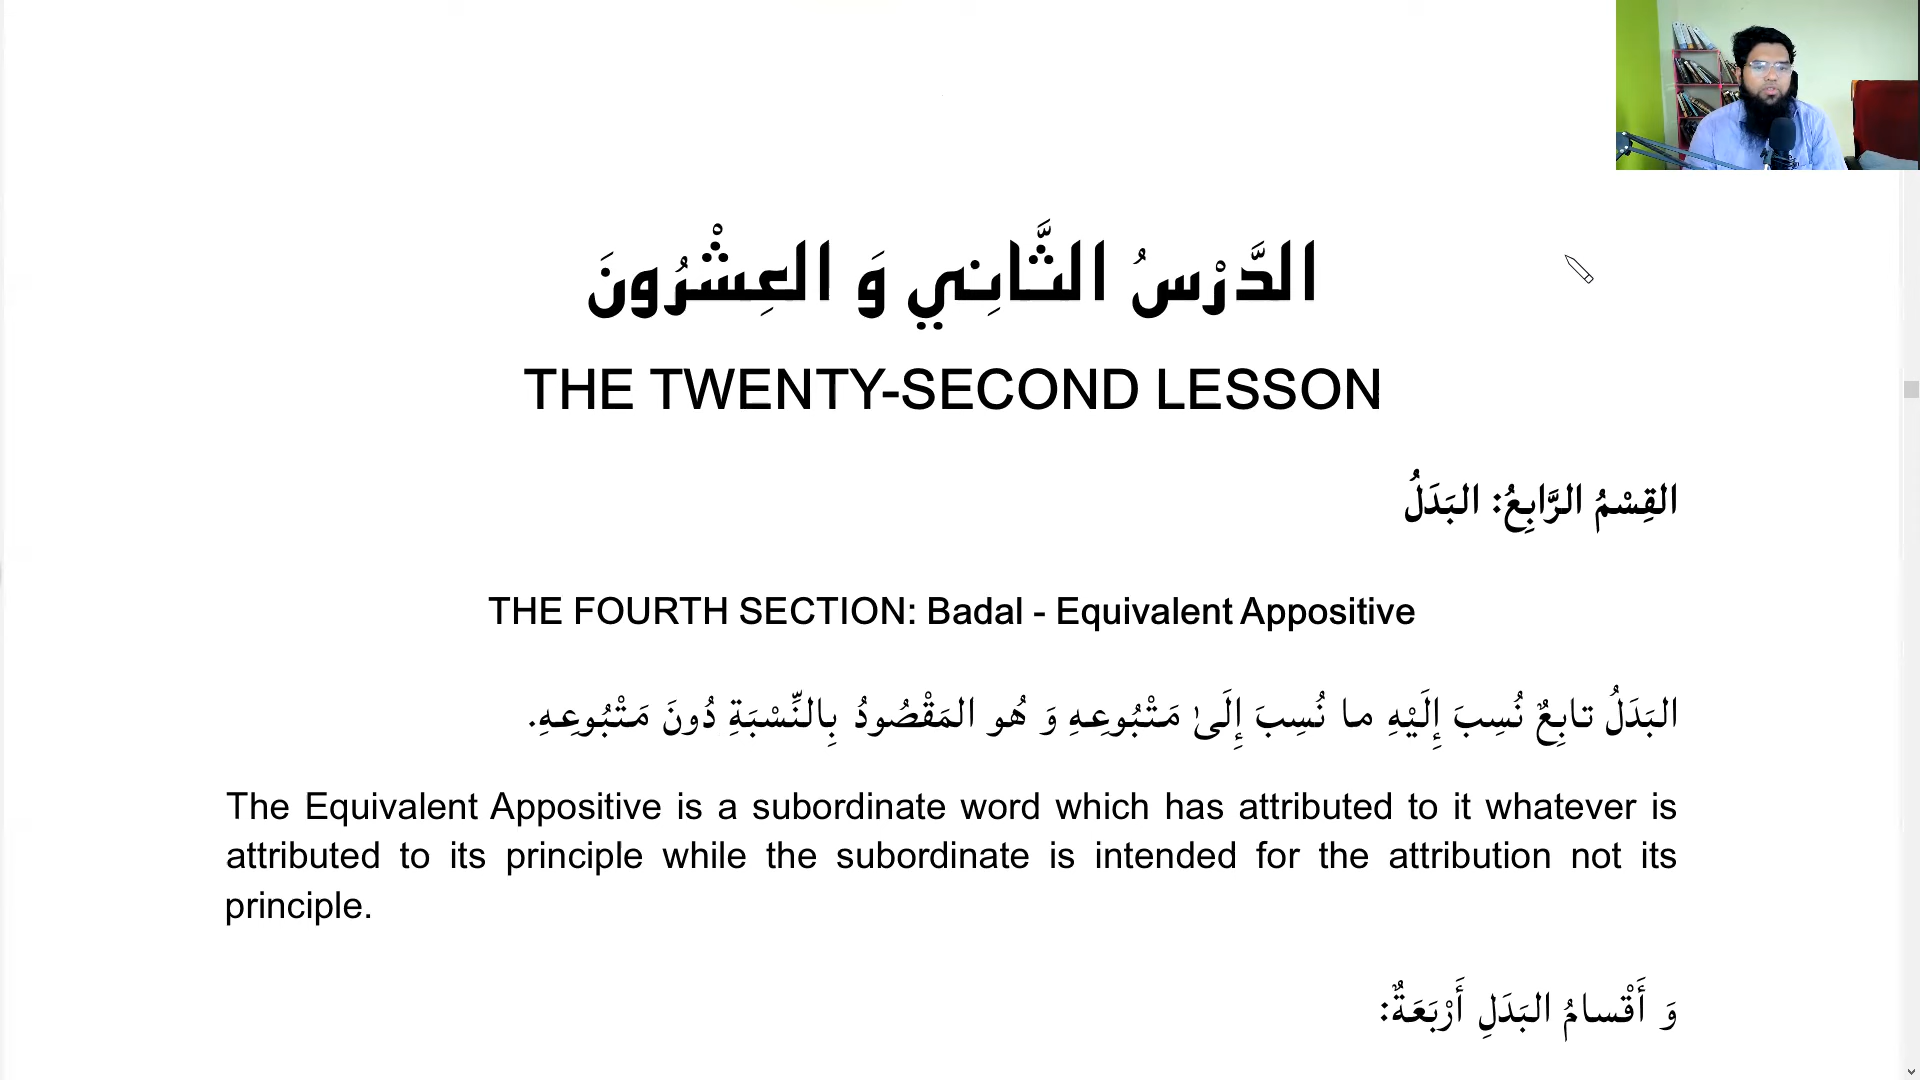 الدَّرْسُ الثَّانِي وَ العِشْرُونَ
THE TWENTY-SECOND LESSON
القِسْمُ الرَّابِعُ: البَدَلُ
THE FOURTH SECTION: Badal - Equivalent Appositive
البَدَلُ تابِعٌ نُسِبَ إِلَيْهِ ما نُسِبَ إِلَىٰ مَتْبُوعِهِ وَ هُو المَقْصُودُ بِالنِّسْبَةِ دُونَ مَتْبُوعِهِ.
The Equivalent Appositive is a subordinate word which has attributed to it whatever is
attributed to its principle while the subordinate is intended for the attribution not its
principle.
وَ أَقْسامُ البَدَلِ أَرْبَعَةٌ: